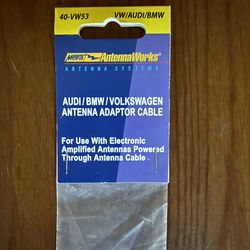 40-VW53 VW/AUDI/BMW
Metra AntennaWorks®
ANTENNA SYSTEMS
AUDI/BMW/VOLKSWAGEN
ANTENNA ADAPTOR CABLE
For Use With Electronic
Amplified Antennas Powered
Through Antenna Cable